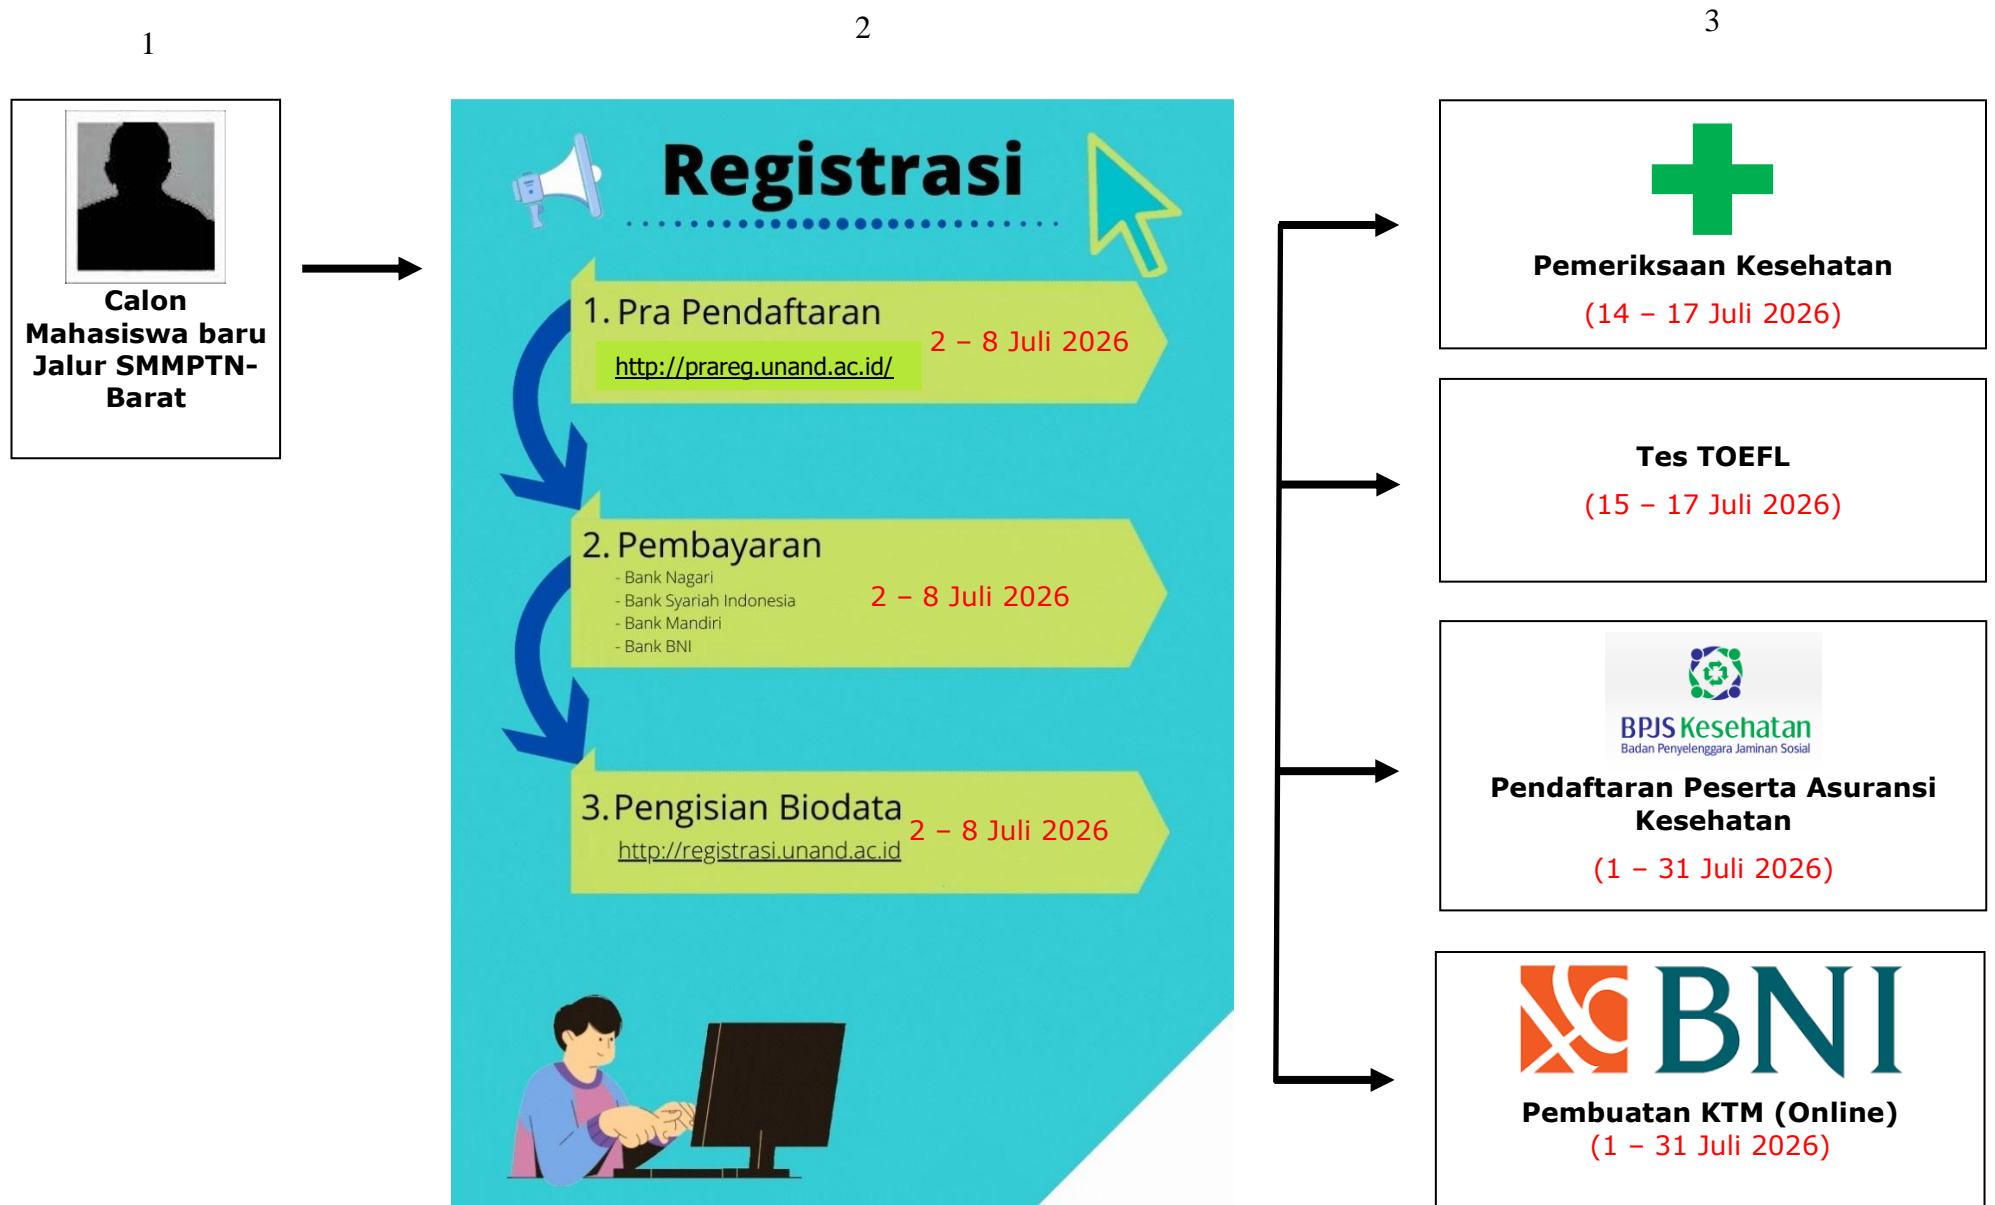 1
2
3
Calon
Mahasiswa baru
Jalur SMMPTN-
Barat
Registrasi
1. Pra Pendaftaran
2 – 8 Juli 2026
http://prareg.unand.ac.id/
2. Pembayaran
- Bank Nagari
- Bank Syariah Indonesia
- Bank Mandiri
- Bank BNI
2 – 8 Juli 2026
3. Pengisian Biodata
2 – 8 Juli 2026
http://registrasi.unand.ac.id
Pemeriksaan Kesehatan
(14 – 17 Juli 2026)
Tes TOEFL
(15 – 17 Juli 2026)
BPJS Kesehatan
Badan Penyelenggara Jaminan Sosial
Pendaftaran Peserta Asuransi
Kesehatan
(1 – 31 Juli 2026)
BNI
Pembuatan KTM (Online)
(1 – 31 Juli 2026)